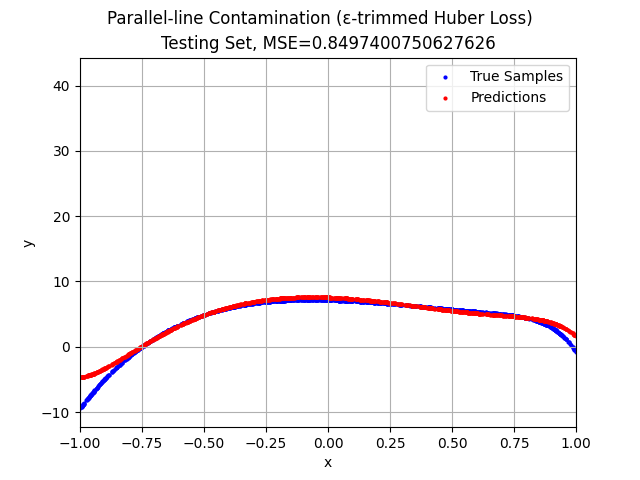 Parallel-line Contamination (ε-trimmed Huber Loss)
Testing Set, MSE=0.8497400750627626
True Samples
Predictions
40
30
20
10
0
−10
y
−1.00 −0.75 −0.50 −0.25 0.00 0.25 0.50 0.75 1.00
x